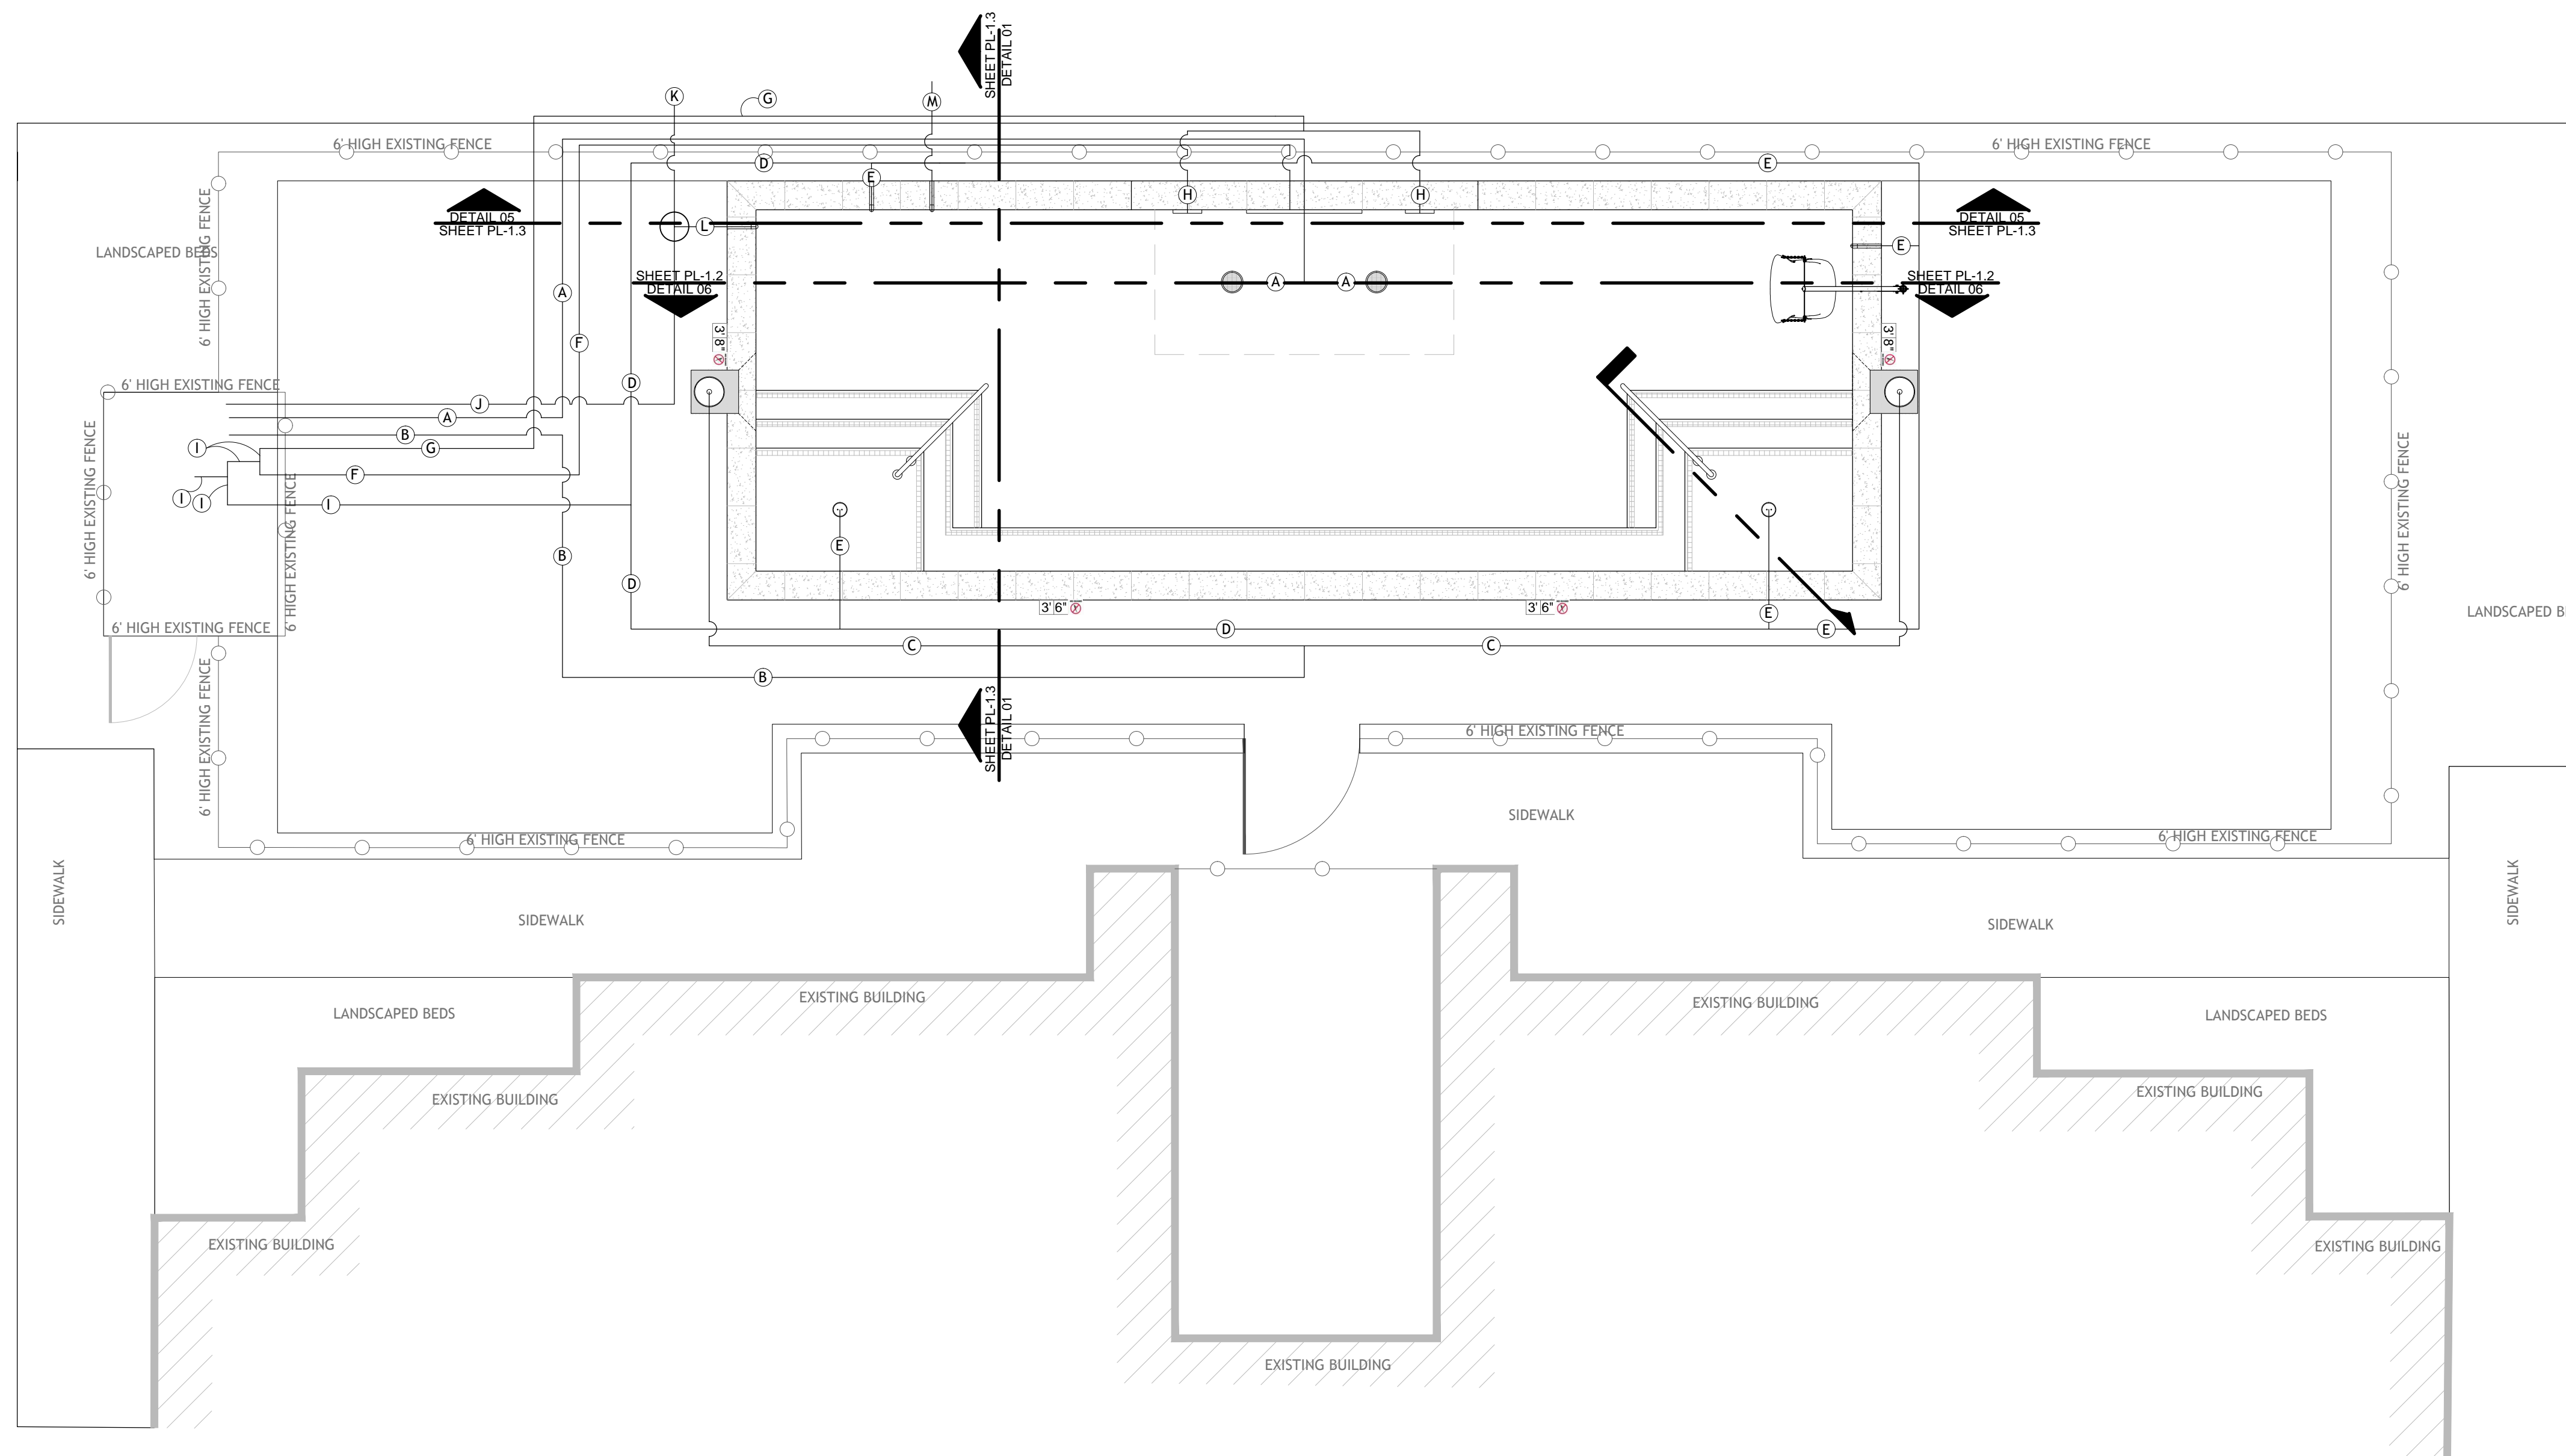 SHEET PL-1.3
DETAIL 01
K
G
M
6' HIGH EXISTING FENCE
6' HIGH EXISTING FENCE
D
E
E
H
H
6' HIGH EXISTING FENCE
DETAIL 05
SHEET PL-1.3
L
DETAIL 05
SHEET PL-1.3
LANDSCAPED BEDS
E
SHEET PL-1.2
DETAIL 06
A
A
SHEET PL-1.2
DETAIL 06
A
F
3' 8"
3' 8"
D
6' HIGH EXISTING FENCE
J
A
B
I
G
F
I
I
I
6' HIGH EXISTING FENCE
6' HIGH EXISTING FENCE
6' HIGH EXISTING FENCE
B
E
D
3' 6"
3' 6"
E
LANDSCAPED B
6' HIGH EXISTING FENCE
D
E
C
C
B
6' HIGH EXISTING FENCE
SHEET PL-1.3
DETAIL 01
6' HIGH EXISTING FENCE
SIDEWALK
6' HIGH EXISTING FENCE
6' HIGH EXISTING FENCE
SIDEWALK
SIDEWALK
SIDEWALK
SIDEWALK
EXISTING BUILDING
EXISTING BUILDING
LANDSCAPED BEDS
LANDSCAPED BEDS
EXISTING BUILDING
EXISTING BUILDING
EXISTING BUILDING
EXISTING BUILDING
EXISTING BUILDING